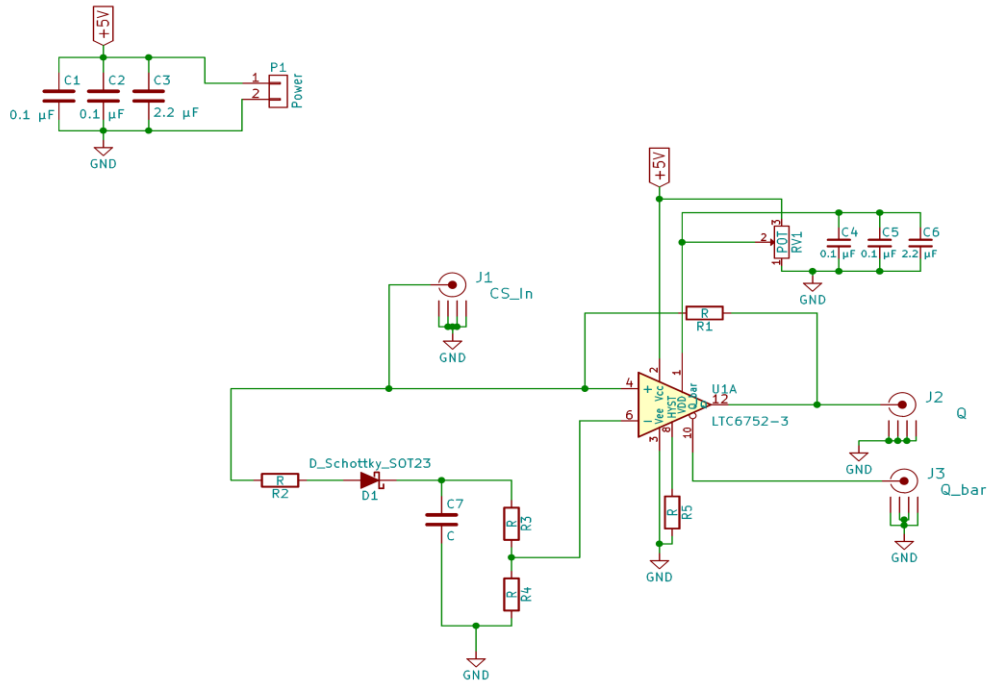 +5V
C1
C2
C3
0.1 µF
0.1 µF
2.2 µF
P1
1
2
Power
GND
+5V
3
2
1
POT
RV1
C4
C5
C6
0.1 µF
0.1 µF
2.2 µF
GND
J1
CS_In
GND
R
R1
2
1
4
6
+
-
Vcc
VDD
Q_bar
Q
Vee
HYST
3
8
10
12
U1A
LTC6752-3
J2
Q
GND
J3
Q_bar
GND
R
R5
GND
D_Schottky_SOT23
R
R2
D1
C7
C
R
R3
R
R4
GND